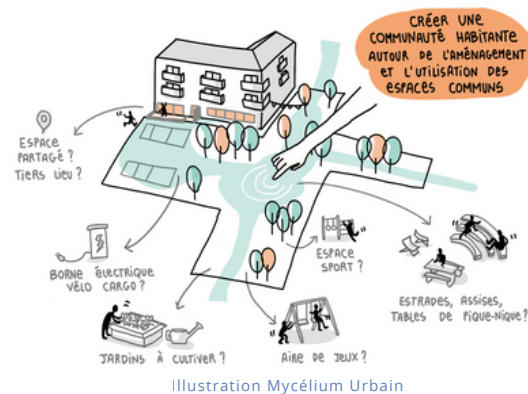 CRÉER UNE
COMMUNAUTÉ HABITANTE
AUTOUR DE L'AMÉNAGEMENT
ET L'UTILISATION DES
ESPACES COMMUNS
ESPACE
PARTAGÉ ?
TIERS LIEU ?
BORNE ÉLECTRIQUE
VÉLO CARGO ?
JARDINS À CULTIVER ?
AIRE DE JEUX ?
ESPACE
SPORT ?
ESTRADES, ASSISES,
TABLES DE PIQUE-NIQUE ?
Illustration Mycélium Urbain